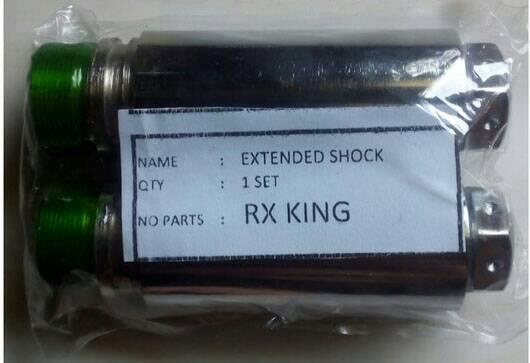 NAME : EXTENDED SHOCK
QTY : 1 SET
NO PARTS : RX KING